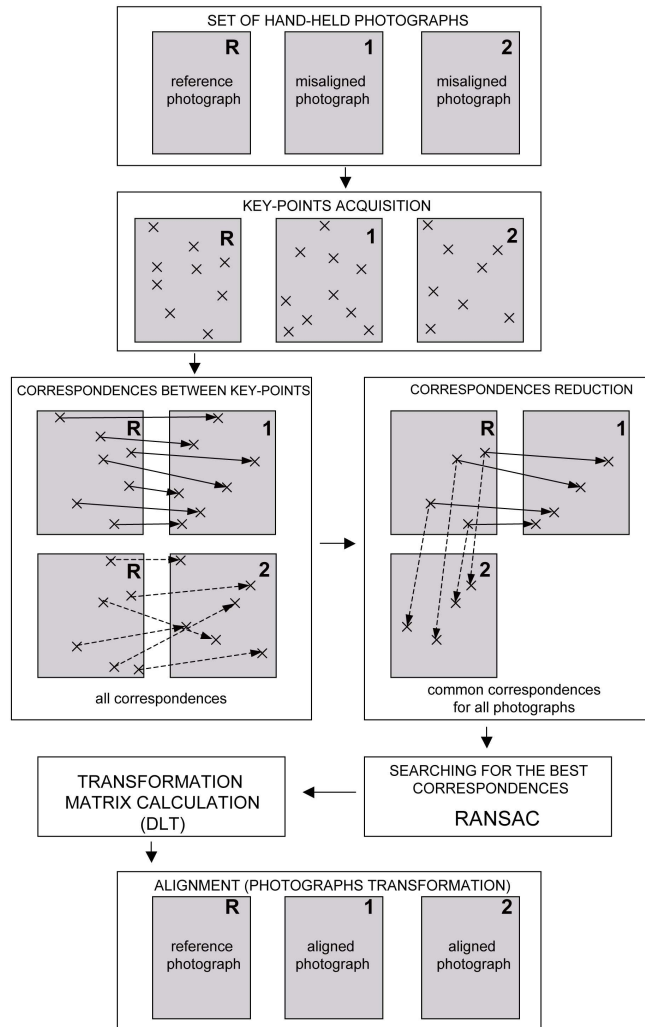 SET OF HAND-HELD PHOTOGRAPHS
R
reference
photograph
1
misaligned
photograph
2
misaligned
photograph
KEY-POINTS ACQUISITION
R
1
2
CORRESPONDENCES BETWEEN KEY-POINTS
R
1
R
2
all correspondences
CORRESPONDENCES REDUCTION
R
1
2
common correspondences
for all photographs
SEARCHING FOR THE BEST
CORRESPONDENCES
RANSAC
TRANSFORMATION
MATRIX CALCULATION
(DLT)
ALIGNMENT (PHOTOGRAPHS TRANSFORMATION)
R
reference
photograph
1
aligned
photograph
2
aligned
photograph